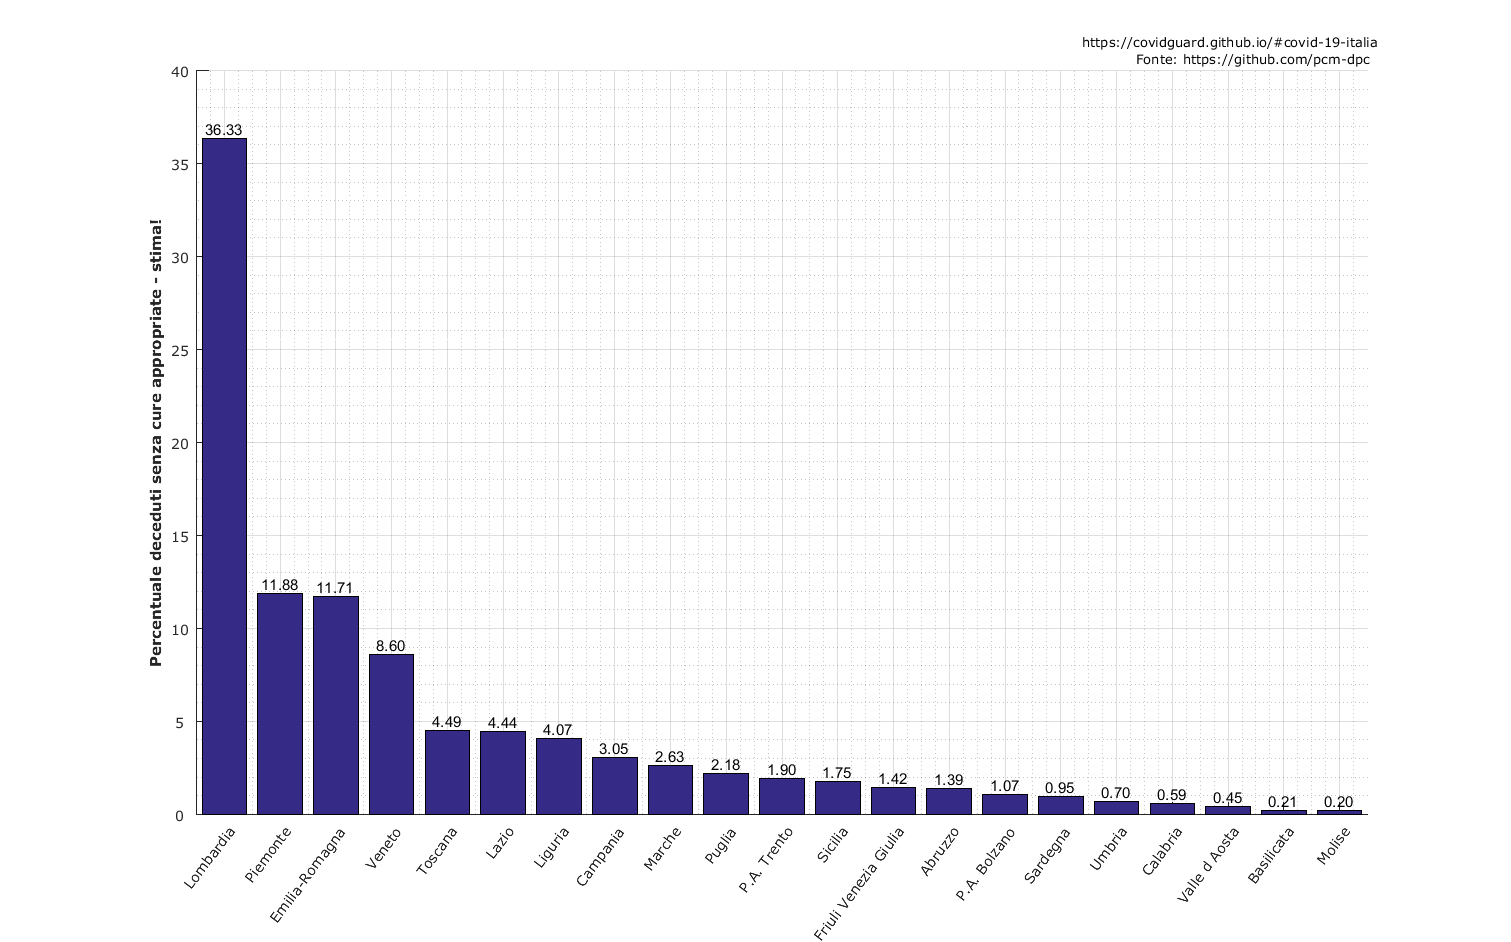 https://covidguard.github.io/#covid-19-italia
Fonte: https://github.com/pcm-dpc
Percentuale deceduti senza cure appropriate - stima!
40
35
30
25
20
15
10
5
0
36.33
11.88
11.71
8.60
4.49
4.44
4.07
3.05
2.63
2.18
1.90
1.75
1.42
1.39
1.07
0.95
0.70
0.59
0.45
0.21
0.20
Lombardia
Piemonte
Emilia-Romagna
Veneto
Toscana
Lazio
Liguria
Campania
Marche
Puglia
P.A. Trento
Sicilia
Friuli Venezia Giulia
Abruzzo
P.A. Bolzano
Sardegna
Umbria
Calabria
Valle d Aosta
Basilicata
Molise